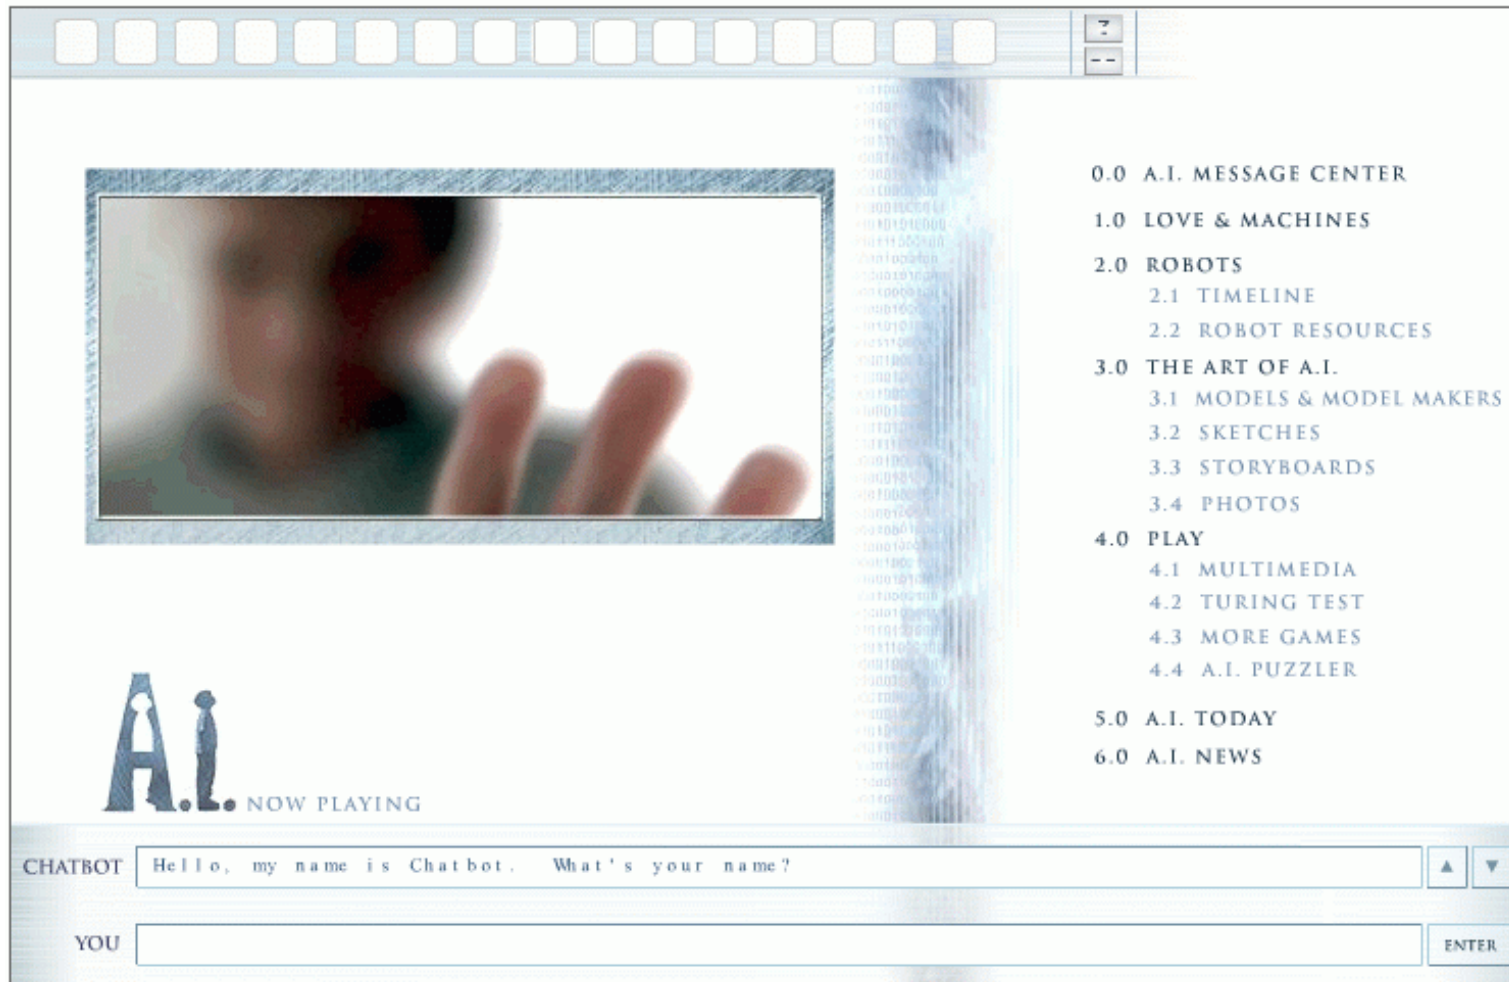 ?
--
0.0 A.I. MESSAGE CENTER
1.0 LOVE & MACHINES
2.0 ROBOTS
2.1 TIMELINE
2.2 ROBOT RESOURCES
3.0 THE ART OF A.I.
3.1 MODELS & MODEL MAKERS
3.2 SKETCHES
3.3 STORYBOARDS
3.4 PHOTOS
4.0 PLAY
4.1 MULTIMEDIA
4.2 TURING TEST
4.3 MORE GAMES
4.4 A.I. PUZZLER
5.0 A.I. TODAY
6.0 A.I. NEWS
A.I. NOW PLAYING
CHATBOT Hello, my name is Chatbot. What's your name?
YOU ENTER